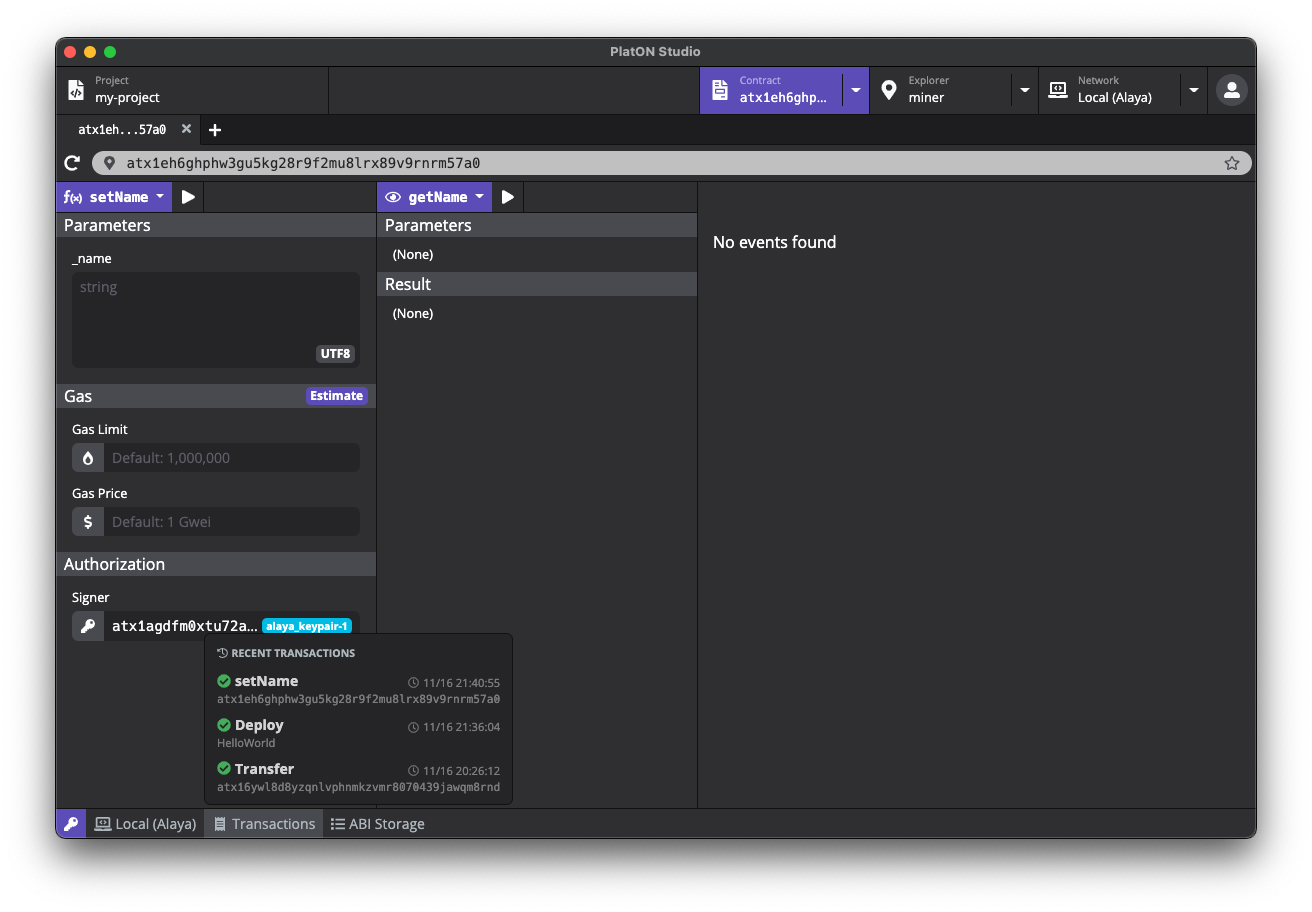 PlatON Studio
Project
my-project
Contract
atx1eh6ghp...
Explorer
miner
Network
Local (Alaya)
atx1eh...57a0
atx1eh6ghphw3gu5kg28r9f2mu8lrx89v9rnrm57a0
f(x) setName
getName
Parameters
_name
string
UTF8
Gas
Estimate
Gas Limit
Default: 1,000,000
Gas Price
$
Default: 1 Gwei
Authorization
Signer
atx1agdfm0xtu72a... alaya_keypair-1
Parameters
(None)
Result
(None)
No events found
RECENT TRANSACTIONS
setName 11/16 21:40:55
atx1eh6ghphw3gu5kg28r9f2mu8lrx89v9rnrm57a0
Deploy 11/16 21:36:04
HelloWorld
Transfer 11/16 20:26:12
atx16ywl8d8yzqnlvphnmkzvmr8070439jawqm8rnd
Local (Alaya)
Transactions
ABI Storage